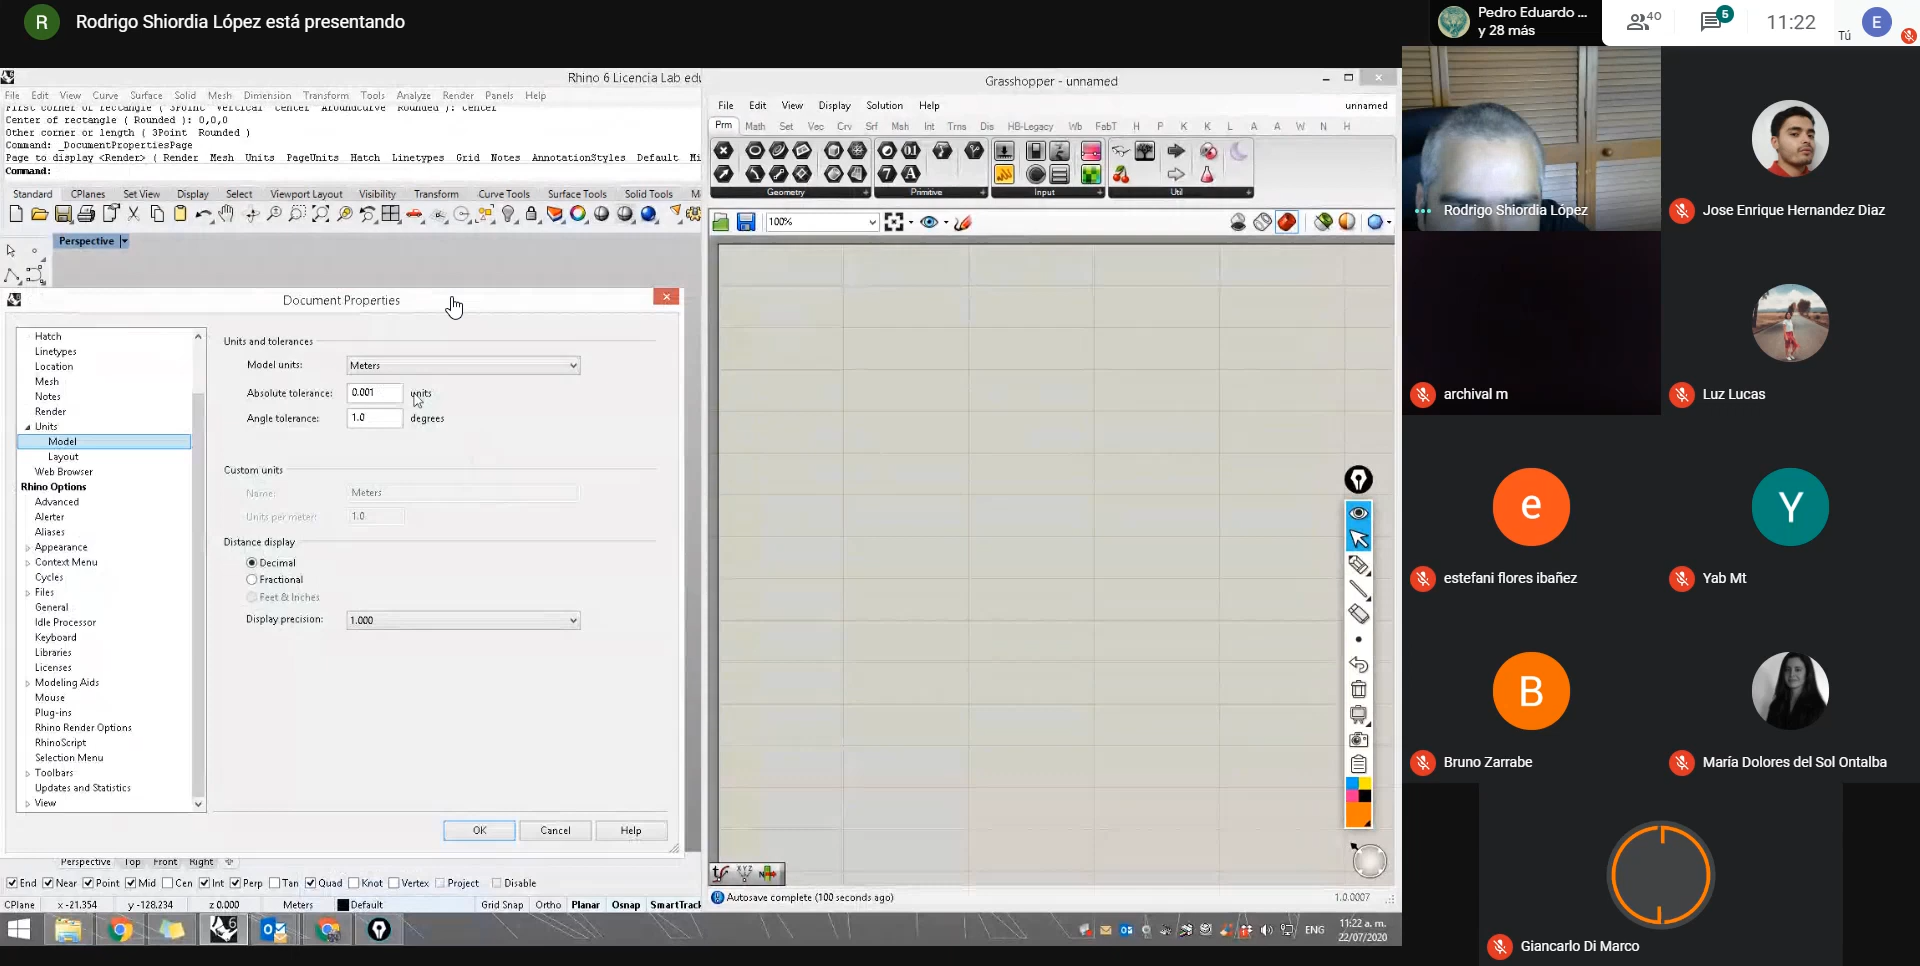 R Rodrigo Shiordia López está presentando
Pedro Eduardo ...
y 28 más
40
5
11:22
Tú
E
Rhino 6 Licencia Lab edu
File Edit View Curve Surface Solid Mesh Dimension Transform Tools Analyze Render Panels Help
First corner of rectangle ( 3Point Vertical Center AroundCurve Rounded ): Center
Center of rectangle ( Rounded ): 0,0,0
Other corner or length ( 3Point Rounded )
Command: _DocumentPropertiesPage
Page to display <Render> ( Render Mesh Units PageUnits Hatch Linetypes Grid Notes AnnotationStyles Default Mi
Command:
Standard CPlanes Set View Display Select Viewport Layout Visibility Transform Curve Tools Surface Tools Solid Tools M
Perspective
Document Properties
Hatch
Linetypes
Location
Mesh
Notes
Render
Units
Model
Layout
Web Browser
Rhino Options
Advanced
Alerter
Aliases
Appearance
Context Menu
Cycles
Files
General
Idle Processor
Keyboard
Libraries
Licenses
Modeling Aids
Mouse
Plug-ins
Rhino Render Options
RhinoScript
Selection Menu
Toolbars
Updates and Statistics
View
Units and tolerances
Model units: Meters
Absolute tolerance: 0.001 units
Angle tolerance: 1.0 degrees
Custom units
Name: Meters
Units per meter: 1.0
Distance display
Decimal
Fractional
Feet & Inches
Display precision: 1.000
OK Cancel Help
Perspective Top Front Right
End Near Point Mid Cen Int Perp Tan Quad Knot Vertex Project Disable
CPlane x -21.354 y -128.234 z 0.000 Meters Default Grid Snap Ortho Planar Osnap SmartTrack
Grasshopper - unnamed
File Edit View Display Solution Help unnamed
Prm Math Set Vec Crv Srf Msh Int Trns Dis HB-Legacy Wb FabT H P K K L A A W N H
Geometry Primitive Input Util
100%
Autosave complete (100 seconds ago)
1.0.0007
ENG
11:22 a. m.
22/07/2020
Rodrigo Shiordia López
Jose Enrique Hernandez Diaz
archival m
Luz Lucas
e
estefani flores ibañez
Y
Yab Mt
B
Bruno Zarrabe
María Dolores del Sol Ontalba
Giancarlo Di Marco